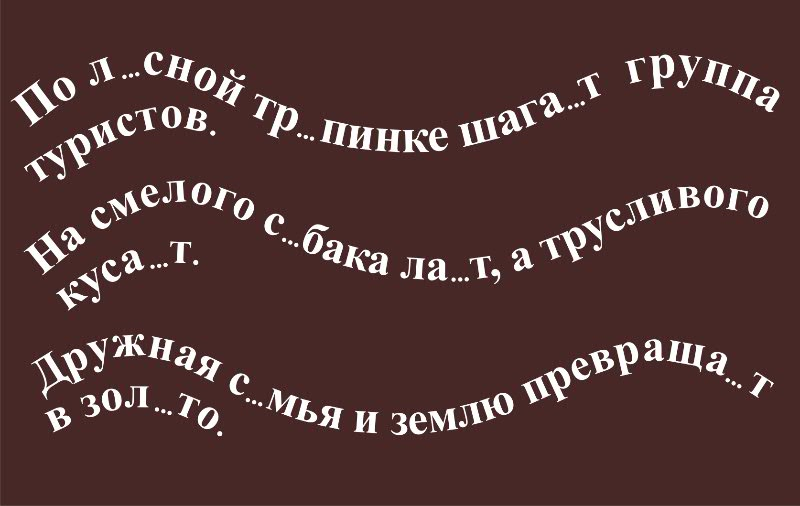 По л...сной тр...пинке шага...т группа
туристов.
На смелого с...бака ла...т, а трусливого
куса...т.
Дружная с...мья и землю превраща...т
в зол...то.